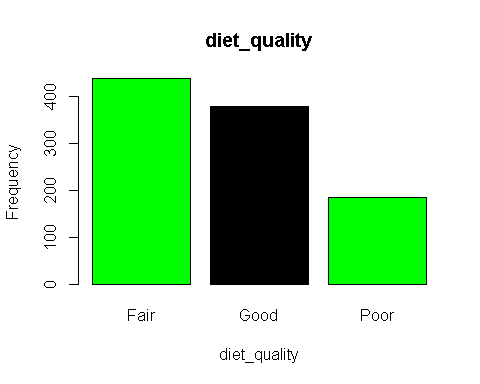 diet_quality
Frequency
400
300
200
100
0
Fair Good Poor
diet_quality